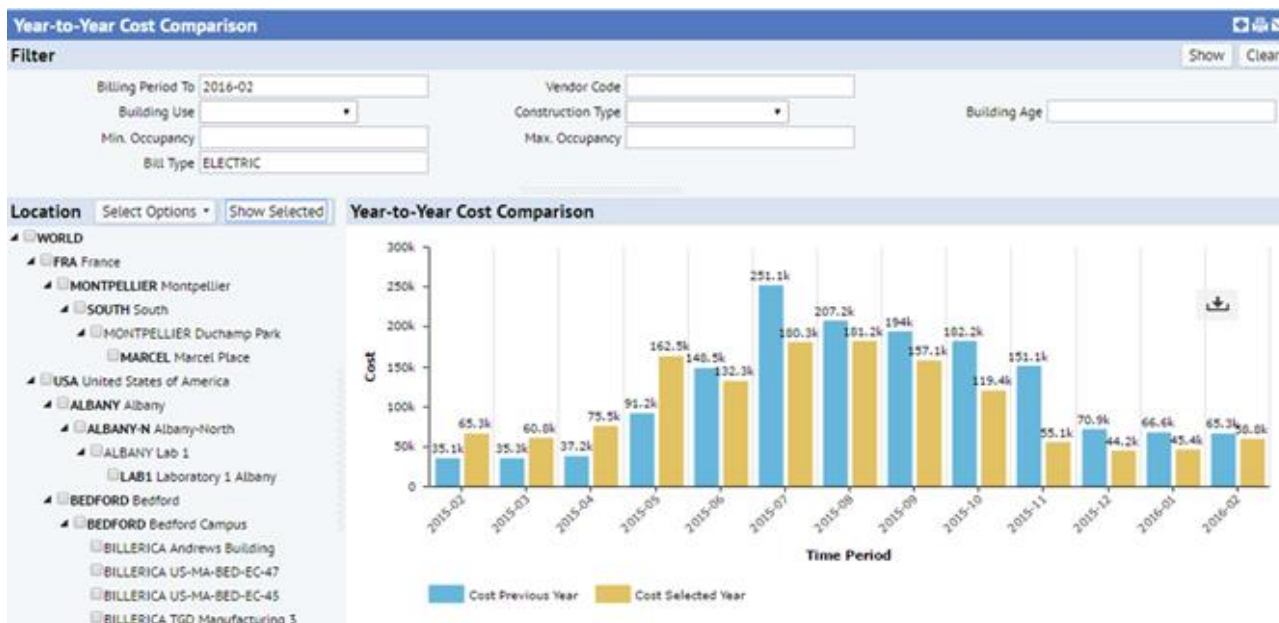 Year-to-Year Cost Comparison
Filter
Show Clear
Billing Period To 2016-02 Vendor Code
Building Use Construction Type Building Age
Min. Occupancy Max. Occupancy
Bill Type ELECTRIC
Location Select Options Show Selected
WORLD
FRA France
MONTPELLIER Montpellier
SOUTH South
MONTPELLIER Duchamp Park
MARCEL Marcel Place
USA United States of America
ALBANY Albany
ALBANY-N Albany-North
ALBANY Lab 1
LAB1 Laboratory 1 Albany
BEDFORD Bedford
BEDFORD Bedford Campus
BILLERICA Andrews Building
BILLERICA US-MA-BED-EC-47
BILLERICA US-MA-BED-EC-45
BILLERICA TGD Manufacturing 3
Year-to-Year Cost Comparison
Cost
300k
250k
200k
150k
100k
50k
0
35.1k 65.3k 35.3k 60.8k 37.2k 75.5k 91.2k 162.5k 148.5k 132.3k 251.1k 180.3k 207.2k 181.2k 194k 157.1k 182.2k 119.4k 151.1k 55.1k 70.9k 44.2k 66.6k 45.4k 65.3k 58.8k
2015-02 2015-03 2015-04 2015-05 2015-06 2015-07 2015-08 2015-09 2015-10 2015-11 2015-12 2016-01 2016-02
Time Period
Cost Previous Year Cost Selected Year